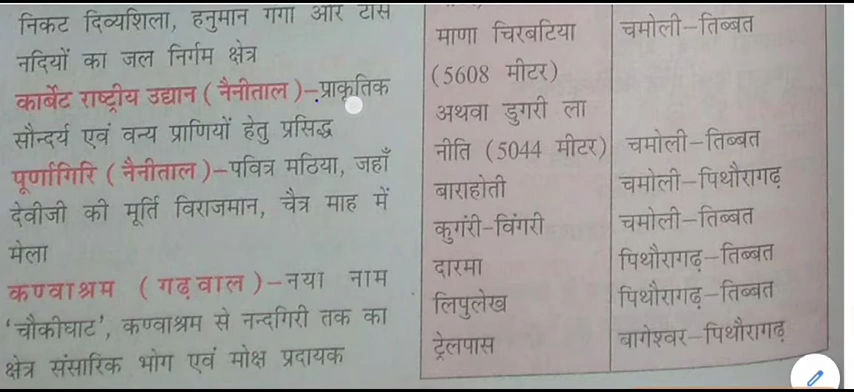 निकट दिव्यशिला, हनुमान गंगा और टोंस
नदियों का जल निर्गम क्षेत्र
कार्बेट राष्ट्रीय उद्यान ( नैनीताल )–प्राकृतिक
सौन्दर्य एवं वन्य प्राणियों हेतु प्रसिद्ध
पूर्णागिरि ( नैनीताल )–पवित्र मठिया, जहाँ
देवीजी की मूर्ति विराजमान, चैत्र माह में
मेला
कण्वाश्रम ( गढ़वाल )–नया नाम
‘चौकीघाट’, कण्वाश्रम से नन्दगिरी तक का
क्षेत्र संसारिक भोग एवं मोक्ष प्रदायक
माणा चिरबटिया चमोली–तिब्बत
(5608 मीटर)
अथवा डुगरी ला
नीति (5044 मीटर) चमोली–तिब्बत
बाराहोती चमोली–पिथौरागढ़
कुगंरी-विंगरी चमोली–तिब्बत
दारमा पिथौरागढ़–तिब्बत
लिपुलेख पिथौरागढ़–तिब्बत
ट्रेलपास बागेश्वर–पिथौरागढ़